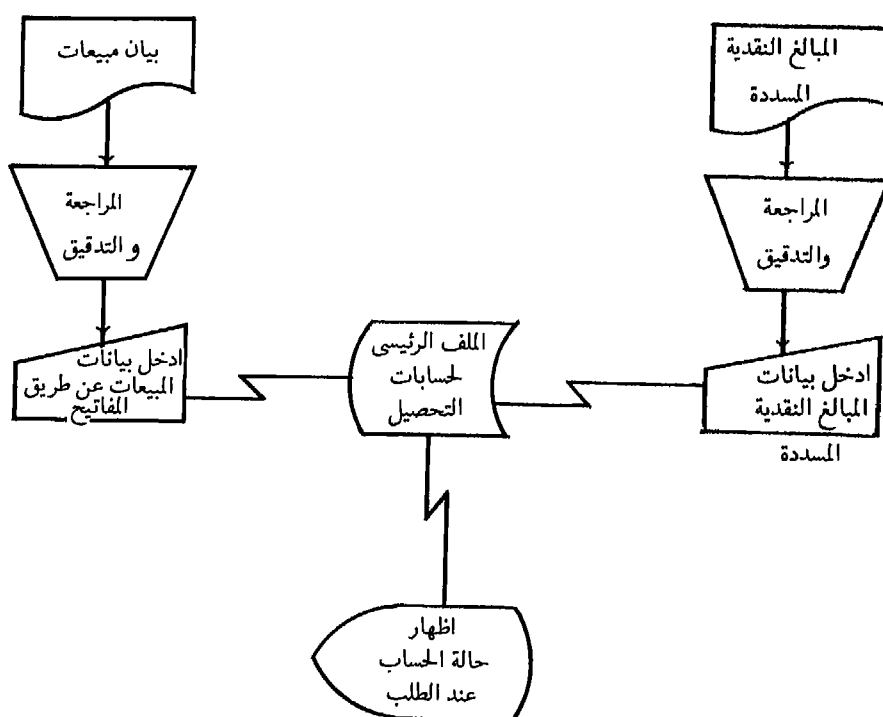 المبالغ النقدية
المسددة
المراجعة
والتدقيق
ادخل بيانات
المبالغ النقدية
المسددة
بيان مبيعات
المراجعة
و التدقيق
ادخل بيانات
المبيعات عن طريق
المفاتيح
الملف الرئيسى
لحسابات
التحصيل
اظهار
حالة الحساب
عند الطلب